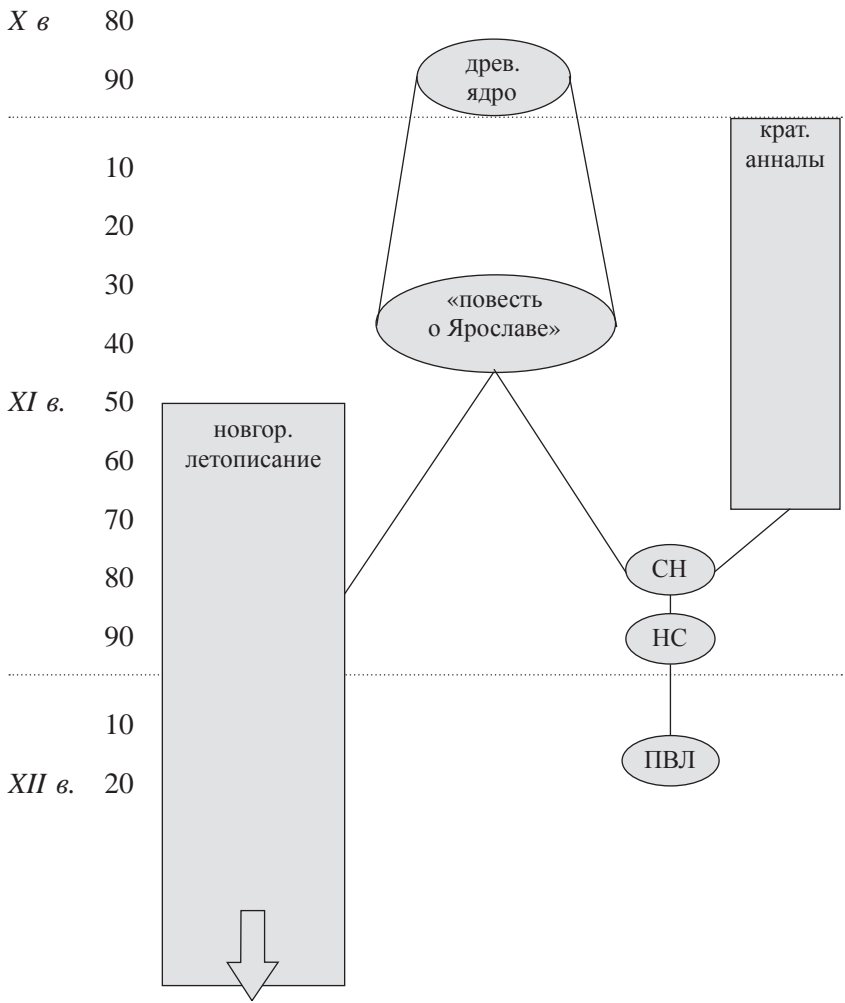 X в 80
древ.
90
ядро
крат.
анналы
10
20
30
«повесть
о Ярославе»
40
XI в. 50
новгор.
летописание
60
70
СН
80
НС
90
10
ПВЛ
XII в. 20